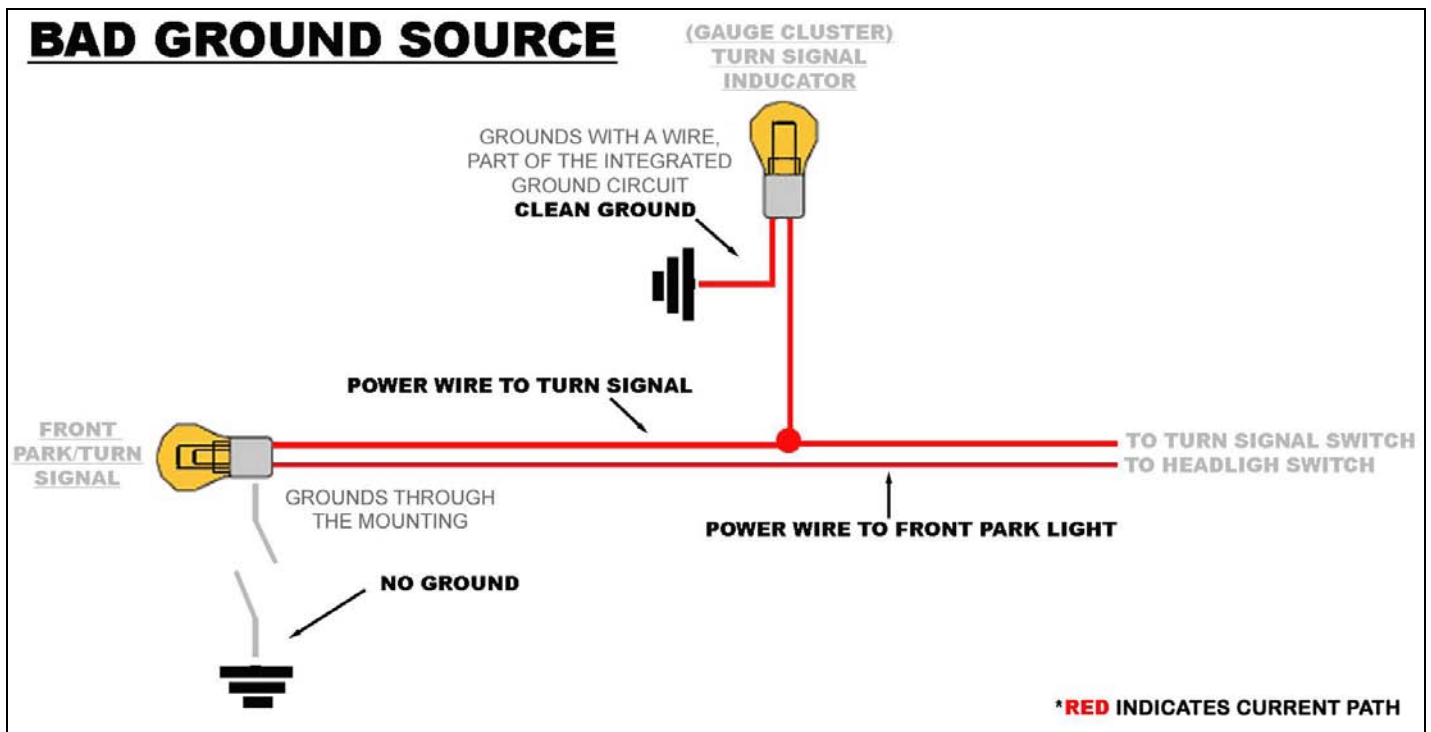 BAD GROUND SOURCE
(GAUGE CLUSTER)
TURN SIGNAL
INDUCATOR
GROUNDS WITH A WIRE,
PART OF THE INTEGRATED
GROUND CIRCUIT
CLEAN GROUND
POWER WIRE TO TURN SIGNAL
FRONT
PARK/TURN
SIGNAL
TO TURN SIGNAL SWITCH
TO HEADLIGH SWITCH
GROUNDS THROUGH
THE MOUNTING
POWER WIRE TO FRONT PARK LIGHT
NO GROUND
*RED INDICATES CURRENT PATH